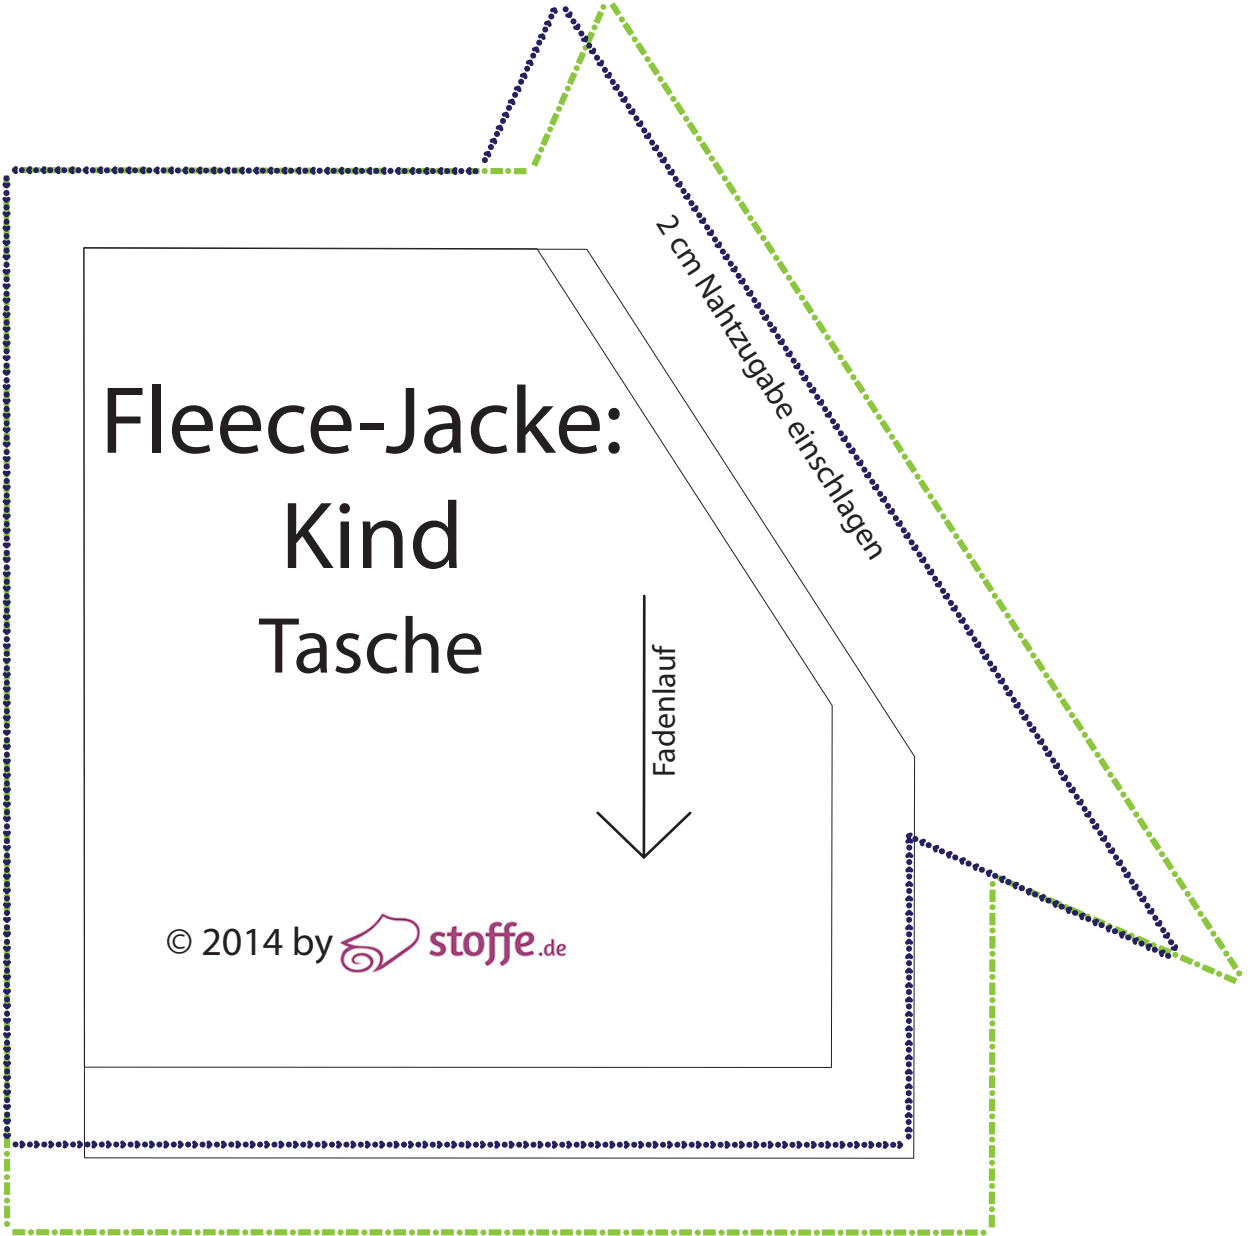 2 cm Nahtzugabe einschlagen
Fleece-Jacke:
Kind
Tasche
Fadenlauf
© 2014 by stoffe.de